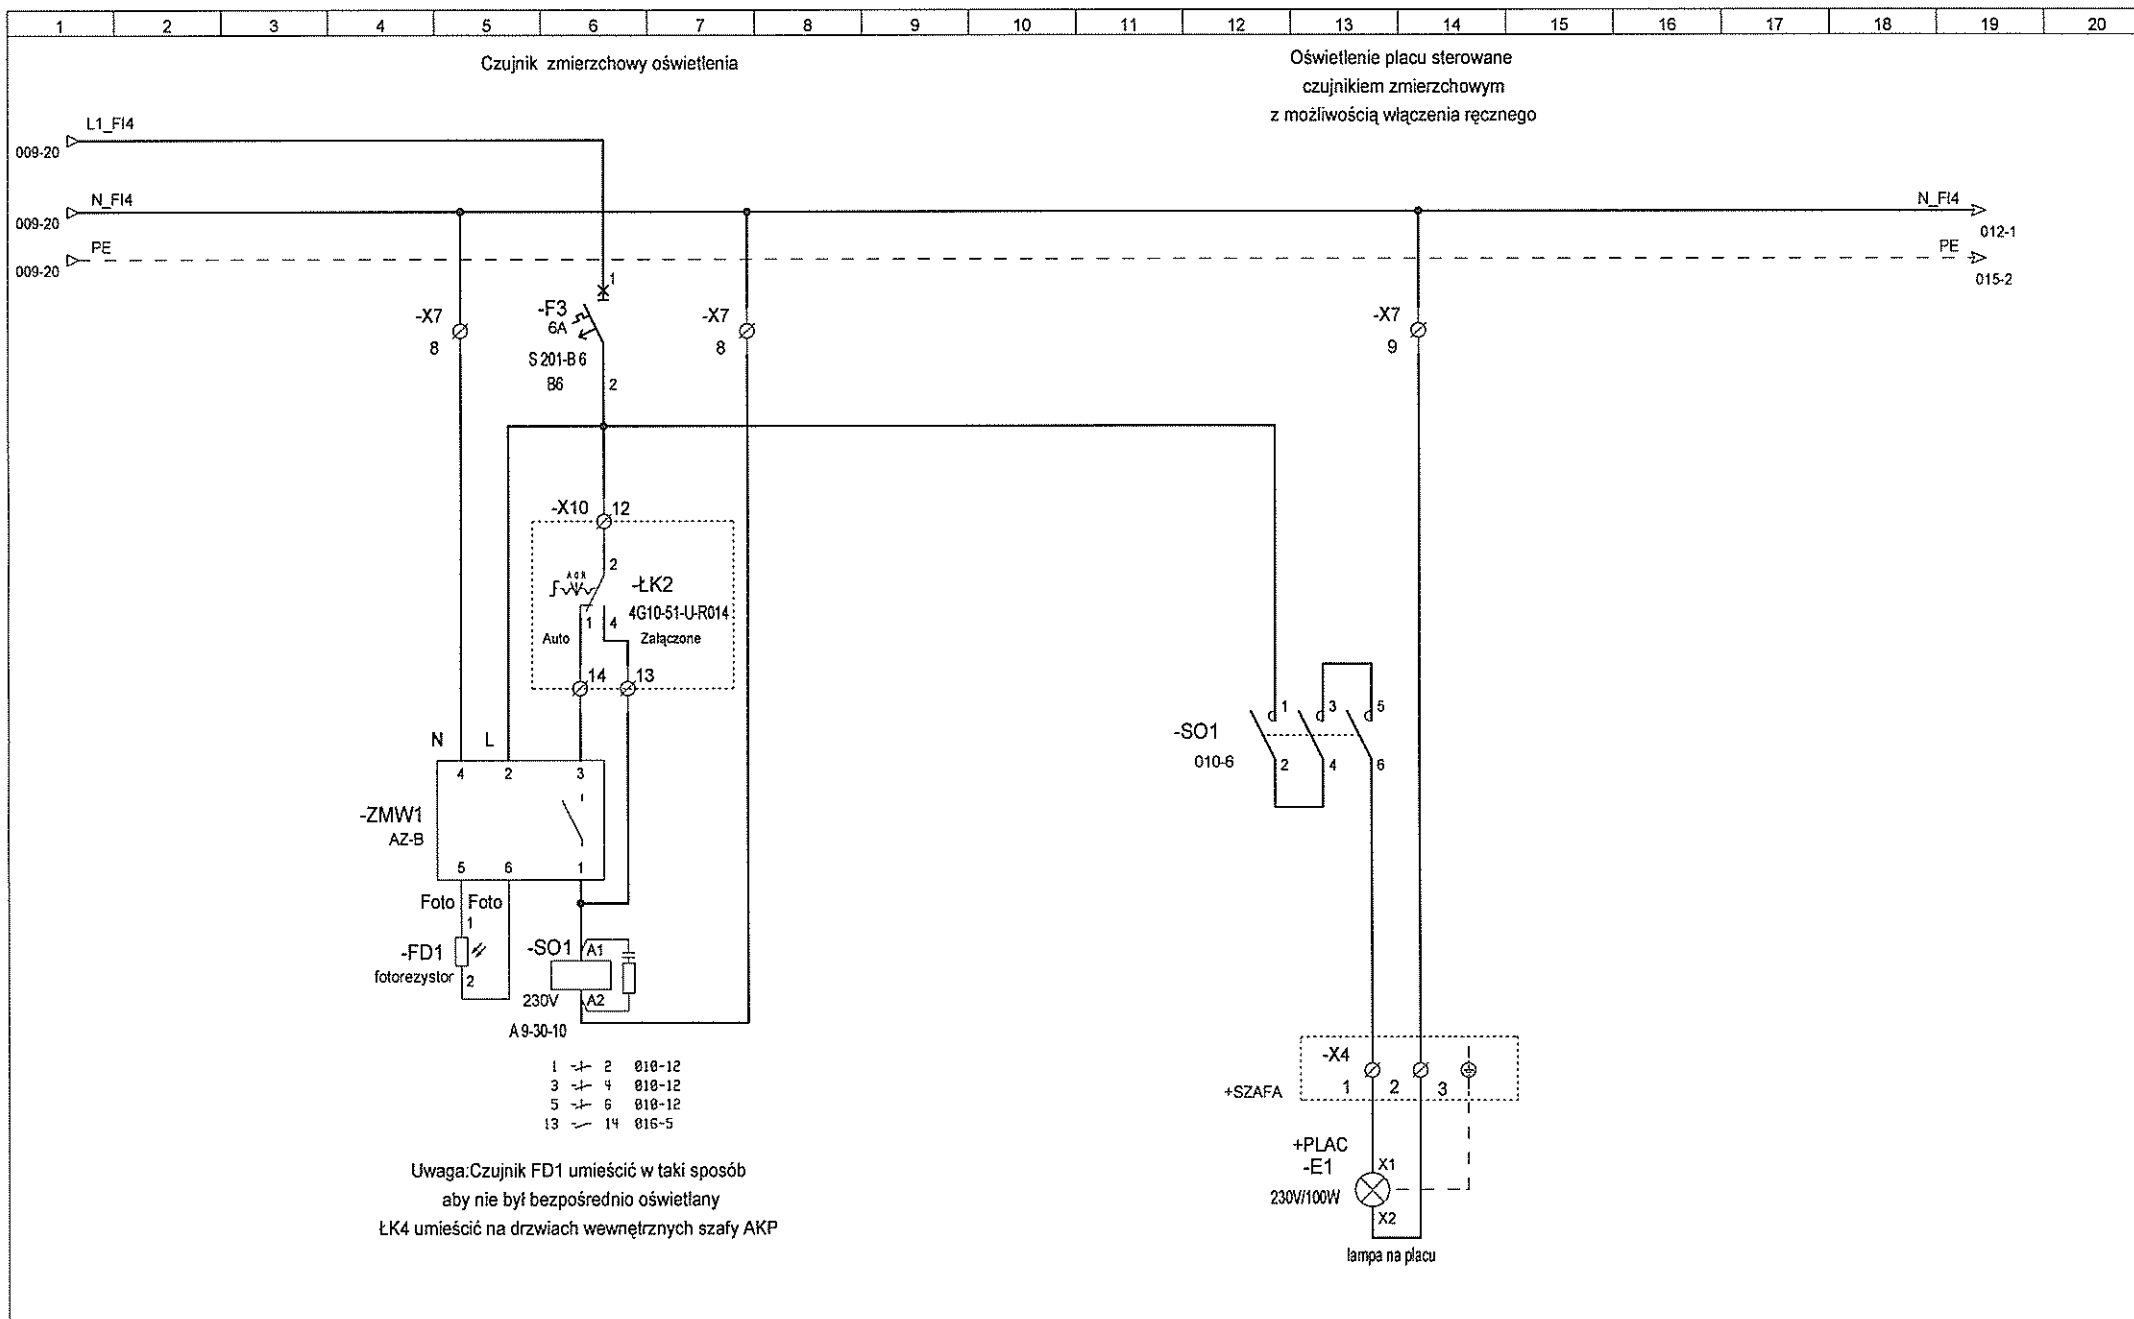 1 2 3 4 5 6 7 8 9 10 11 12 13 14 15 16 17 18 19 20
Czujnik zmierzchowy oświetlenia
Oświetlenie placu sterowane
czujnikiem zmierzchowym
z możliwością włączenia ręcznego
L1_FI4
009-20
N_FI4
009-20
N_FI4
012-1
PE
009-20
PE
015-2
-X7
8
-F3
6A
S 201-B 6
B6
1
2
-X7
8
-X7
9
-X10 12
2
A 0 R
-ŁK2
4G10-51-U-R014
1 4
Auto
Załączone
14 13
N L
4 2 3
-ZMW1
AZ-B
5 6 1
Foto Foto
1
-FD1
fotorezystor
2
-SO1
A1
230V
A2
A 9-30-10
1 2 010-12
3 4 010-12
5 6 010-12
13 14 016-5
-SO1
010-6
1 3 5
2 4 6
-X4
1 2 3
+SZAFA
+PLAC
-E1
230V/100W
X1
X2
lampa na placu
Uwaga:Czujnik FD1 umieścić w taki sposób
aby nie był bezpośrednio oświetlany
ŁK4 umieścić na drzwiach wewnętrznych szafy AKP